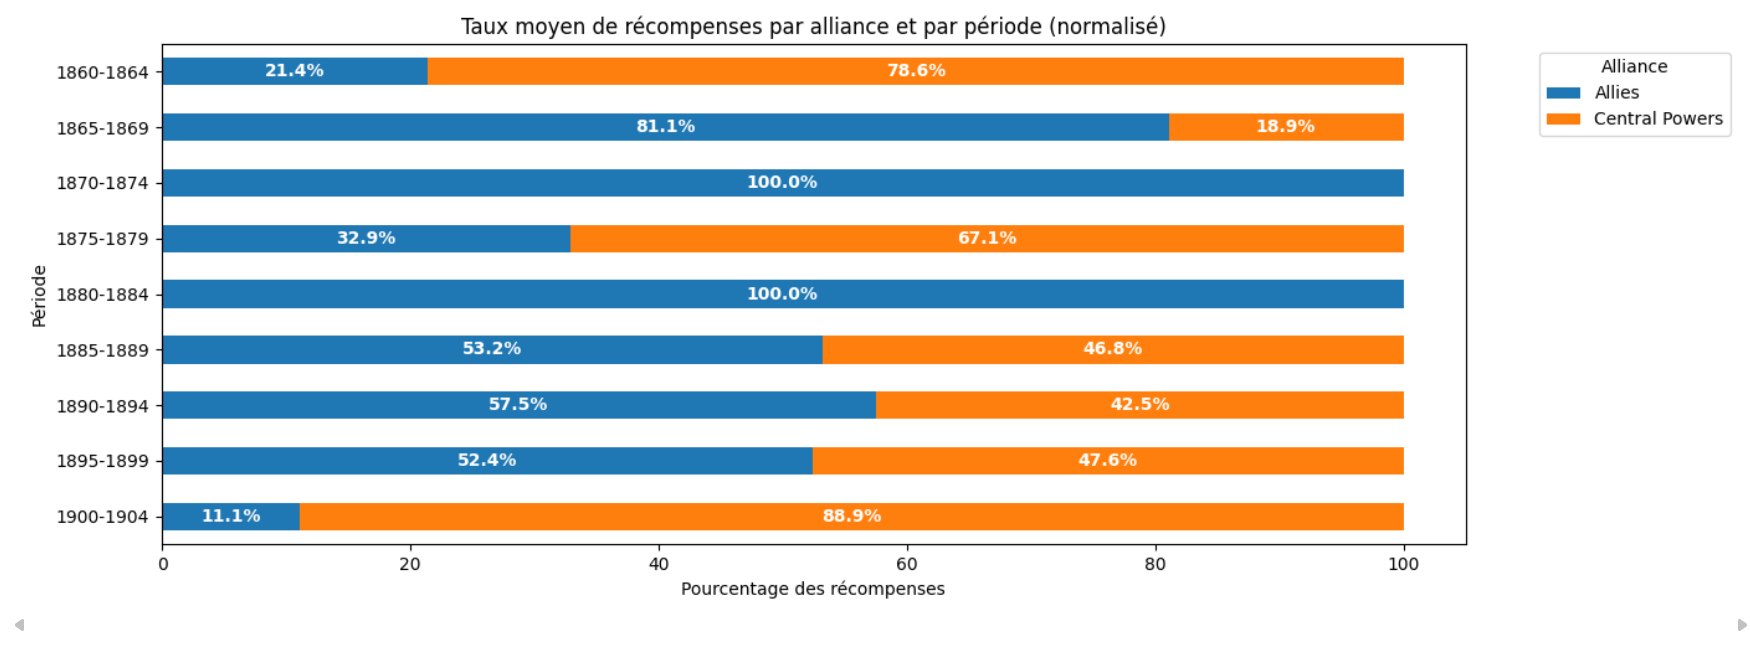 Taux moyen de récompenses par alliance et par période (normalisé)
Alliance
Allies
Central Powers
Période
1860-1864 21.4% 78.6%
1865-1869 81.1% 18.9%
1870-1874 100.0%
1875-1879 32.9% 67.1%
1880-1884 100.0%
1885-1889 53.2% 46.8%
1890-1894 57.5% 42.5%
1895-1899 52.4% 47.6%
1900-1904 11.1% 88.9%
0 20 40 60 80 100
Pourcentage des récompenses